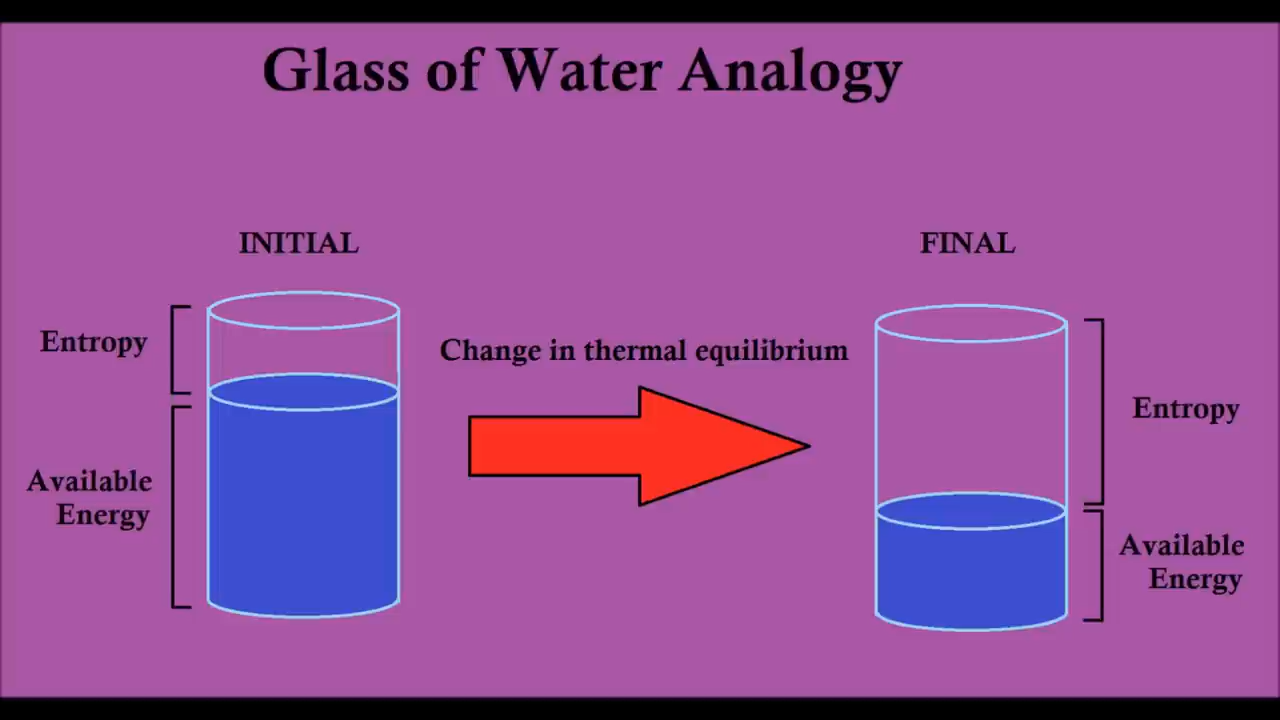 Glass of Water Analogy
INITIAL
FINAL
Entropy
Available
Energy
Change in thermal equilibrium
Entropy
Available
Energy